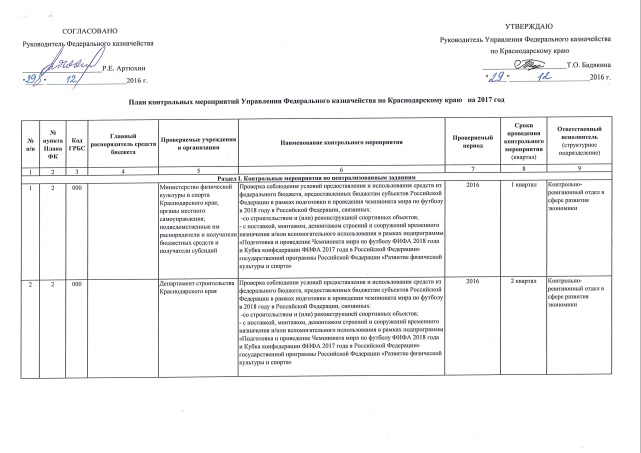 СОГЛАСОВАНО
Руководитель Федерального казначейства
Р.Е. Артюхин
"29" 12 2016 г.
УТВЕРЖДАЮ
Руководитель Управления Федерального казначейства
по Краснодарскому краю
Т.О. Бадякина
"29" 12 2016 г.
План контрольных мероприятий Управления Федерального казначейства по Краснодарскому краю на 2017 год
№ п/п
№ пункта Плана ФК
Код ГРБС
Главный распорядитель средств бюджета
Проверяемые учреждения и организации
Наименование контрольного мероприятия
Проверяемый период
Сроки проведения контрольного мероприятия (квартал)
Ответственный исполнитель (структурное подразделение)
1 2 3 4 5 6 7 8 9
Раздел I. Контрольные мероприятия по централизованным заданиям
1 2 000
Министерство физической
культуры и спорта
Краснодарского края;
органы местного
самоуправления;
подведомственные им
распорядители и получатели
бюджетных средств и
получатели субсидий
Проверка соблюдения условий предоставления и использования средств из
федерального бюджета, предоставленных бюджетам субъектов Российской
Федерации в рамках подготовки и проведения чемпионата мира по футболу
в 2018 году в Российской Федерации, связанных:
-со строительством и (или) реконструкцией спортивных объектов;
- с поставкой, монтажом, демонтажом строений и сооружений временного
назначения и/или вспомогательного использования в рамках подпрограммы
«Подготовка и проведение Чемпионата мира по футболу ФИФА 2018 года
и Кубка конфедераций ФИФА 2017 года в Российской Федерации»
государственной программы Российской Федерации «Развитие физической
культуры и спорта»
2016
1 квартал
Контрольно-
ревизионный отдел в
сфере развития
экономики
2 2 000
Департамент строительства
Краснодарского края
Проверка соблюдения условий предоставления и использования средств из
федерального бюджета, предоставленных бюджетам субъектов Российской
Федерации в рамках подготовки и проведения чемпионата мира по футболу
в 2018 году в Российской Федерации, связанных:
-со строительством и (или) реконструкцией спортивных объектов;
- с поставкой, монтажом, демонтажом строений и сооружений временного
назначения и/или вспомогательного использования в рамках подпрограммы
«Подготовка и проведение Чемпионата мира по футболу ФИФА 2018 года
и Кубка конфедераций ФИФА 2017 года в Российской Федерации»
государственной программы Российской Федерации «Развитие физической
культуры и спорта»
2016
2 квартал
Контрольно-
ревизионный отдел в
сфере развития
экономики